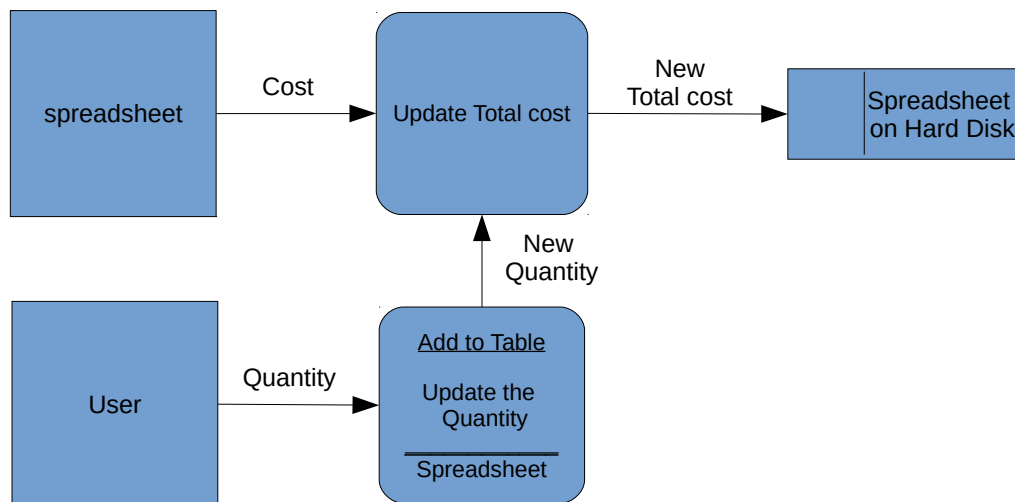 spreadsheet
Cost
Update Total cost
New
Total cost
Spreadsheet
on Hard Disk
New
Quantity
User
Quantity
Add to Table
Update the
Quantity
Spreadsheet